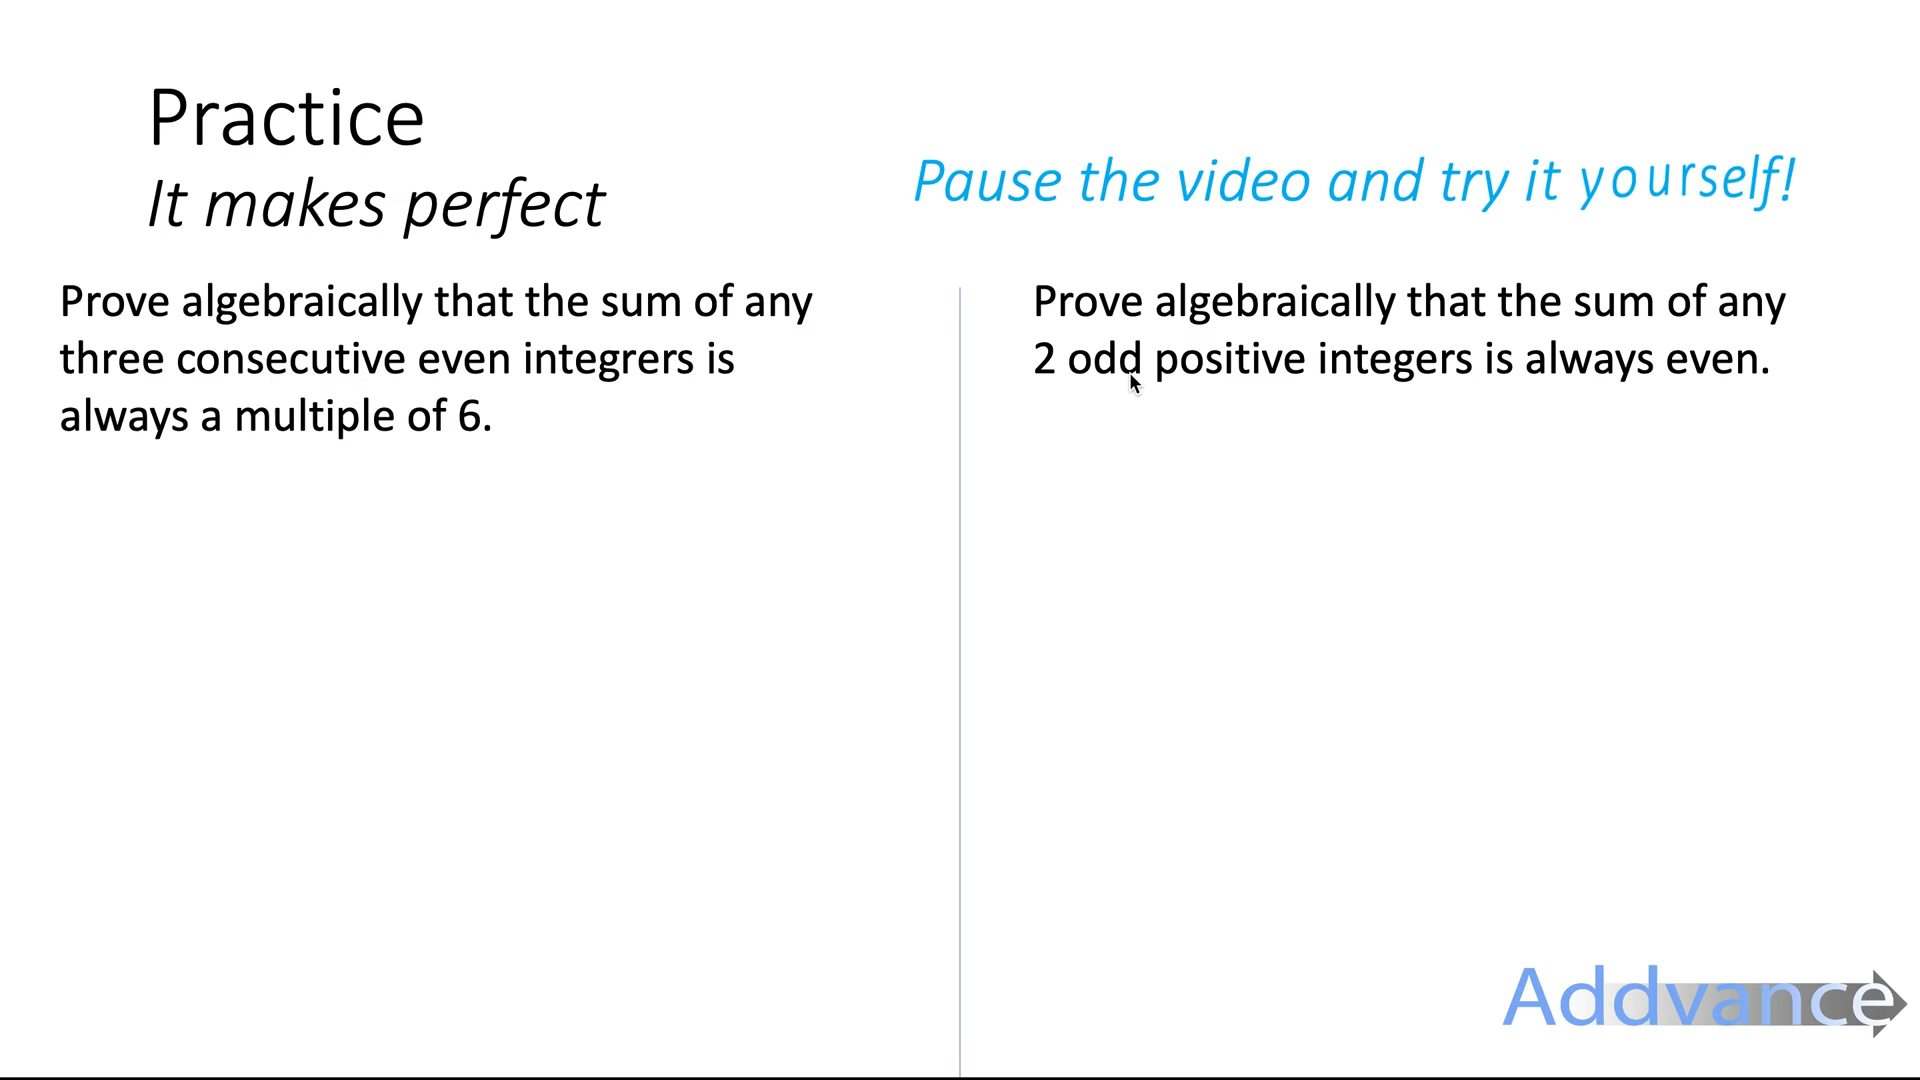 Practice
It makes perfect
Pause the video and try it yourself!
Prove algebraically that the sum of any
three consecutive even integrers is
always a multiple of 6.
Prove algebraically that the sum of any
2 odd positive integers is always even.
Addvance